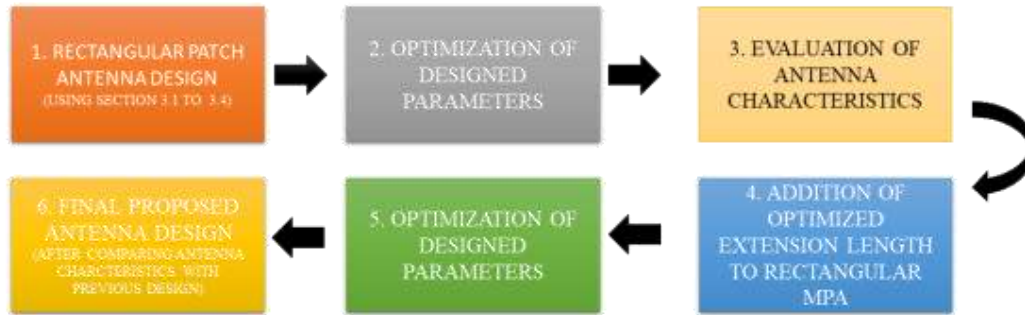 1. RECTANGULAR PATCH
ANTENNA DESIGN
(USING SECTION 3.1 TO 3.4)
2. OPTIMIZATION OF
DESIGNED
PARAMETERS
3. EVALUATION OF
ANTENNA
CHARACTERISTICS
4. ADDITION OF
OPTIMIZED
EXTENSION LENGTH
TO RECTANGULAR
MPA
5. OPTIMIZATION OF
DESIGNED
PARAMETERS
6. FINAL PROPOSED
ANTENNA DESIGN
(AFTER COMPARING ANTENNA
CHARCTERISTICS WITH
PREVIOUS DESIGN)